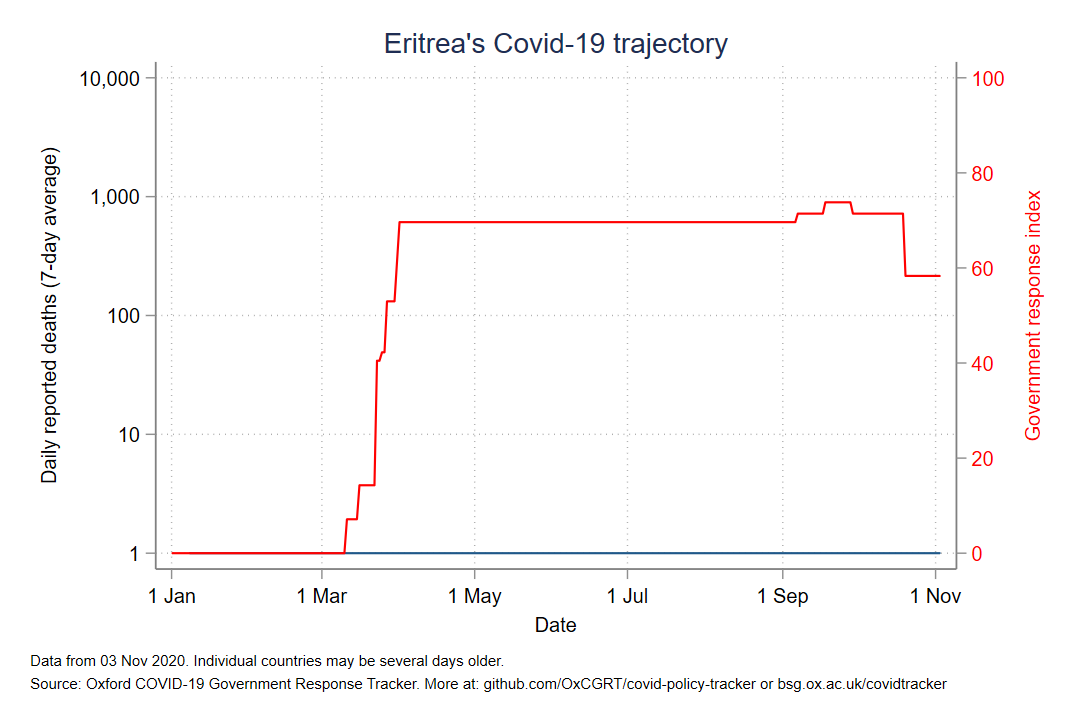 Eritrea's Covid-19 trajectory
10,000
1,000
100
10
1
Daily reported deaths (7-day average)
100
80
60
40
20
0
Government response index
1 Jan 1 Mar 1 May 1 Jul 1 Sep 1 Nov
Date
Data from 03 Nov 2020. Individual countries may be several days older.
Source: Oxford COVID-19 Government Response Tracker. More at: github.com/OxCGRT/covid-policy-tracker or bsg.ox.ac.uk/covidtracker